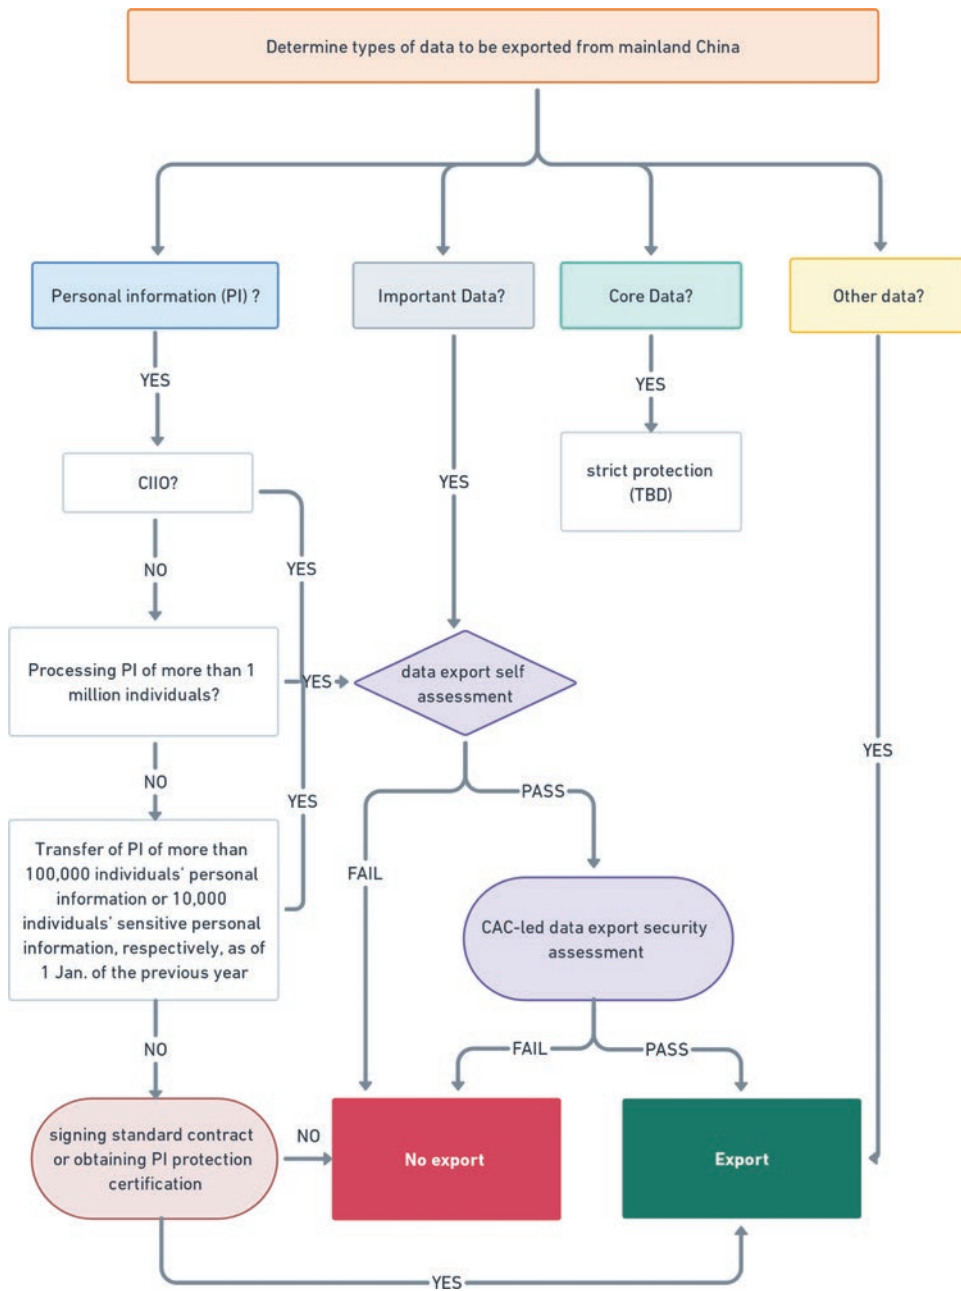 Determine types of data to be exported from mainland China
Personal information (PI) ?
Important Data?
Core Data?
Other data?
YES
YES
strict protection
(TBD)
CIIO?
YES
YES
NO
Processing PI of more than 1
million individuals?
YES
data export self
assessment
YES
NO
YES
PASS
Transfer of PI of more than
100,000 individuals' personal
information or 10,000
individuals' sensitive personal
information, respectively, as of
1 Jan. of the previous year
FAIL
CAC-led data export security
assessment
NO
FAIL
PASS
signing standard contract
or obtaining PI protection
certification
NO
No export
Export
YES